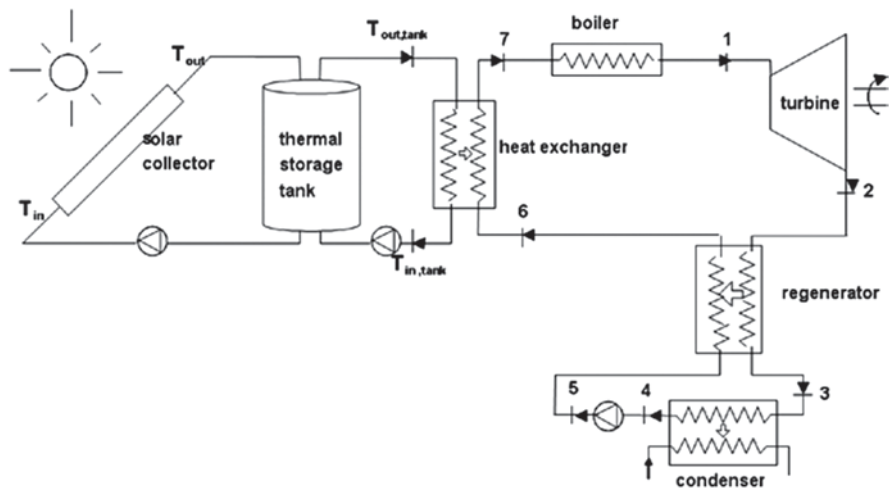 boiler
T_out,tank
7
1
T_out
turbine
solar
collector
thermal
storage
tank
heat exchanger
2
T_in
6
T_in,tank
regenerator
5
4
3
condenser